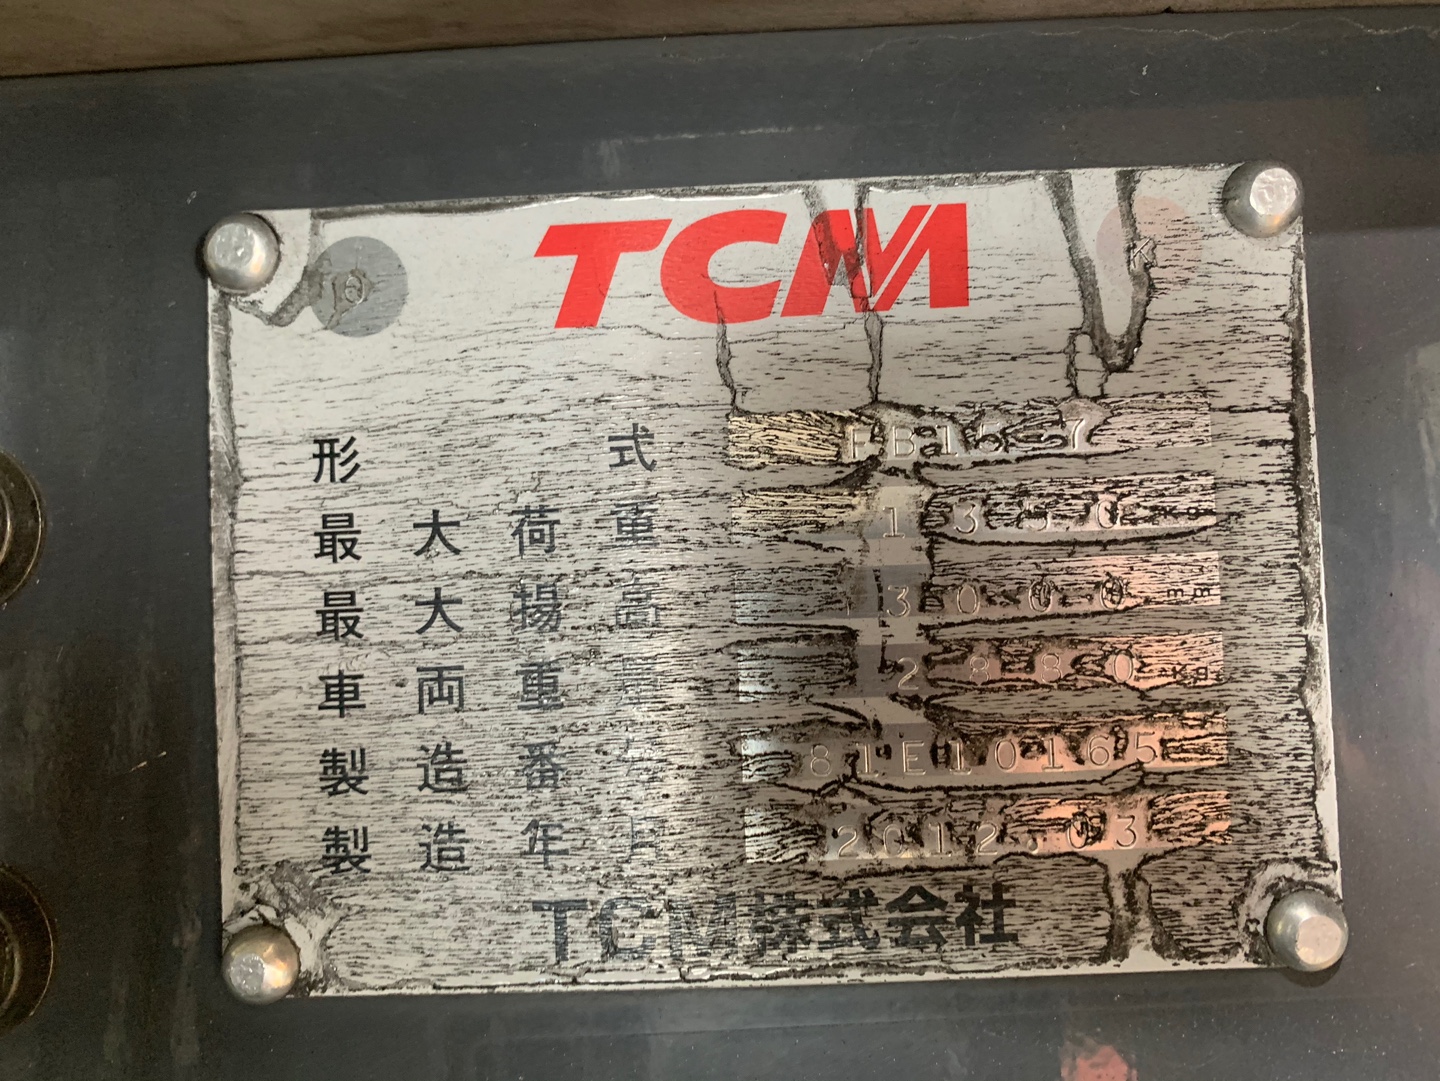 TCM
形式 FB15-7
最大荷重 1350 Kg
最大揚高 3000 mm
車両重量 2880 Kg
製造番号 81E10165
製造年月 2012.03
TCM株式会社